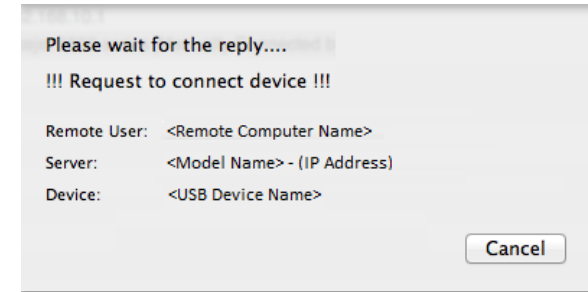 Please wait for the reply....
!!! Request to connect device !!!
Remote User: <Remote Computer Name>
Server: <Model Name> - (IP Address)
Device: <USB Device Name>
Cancel